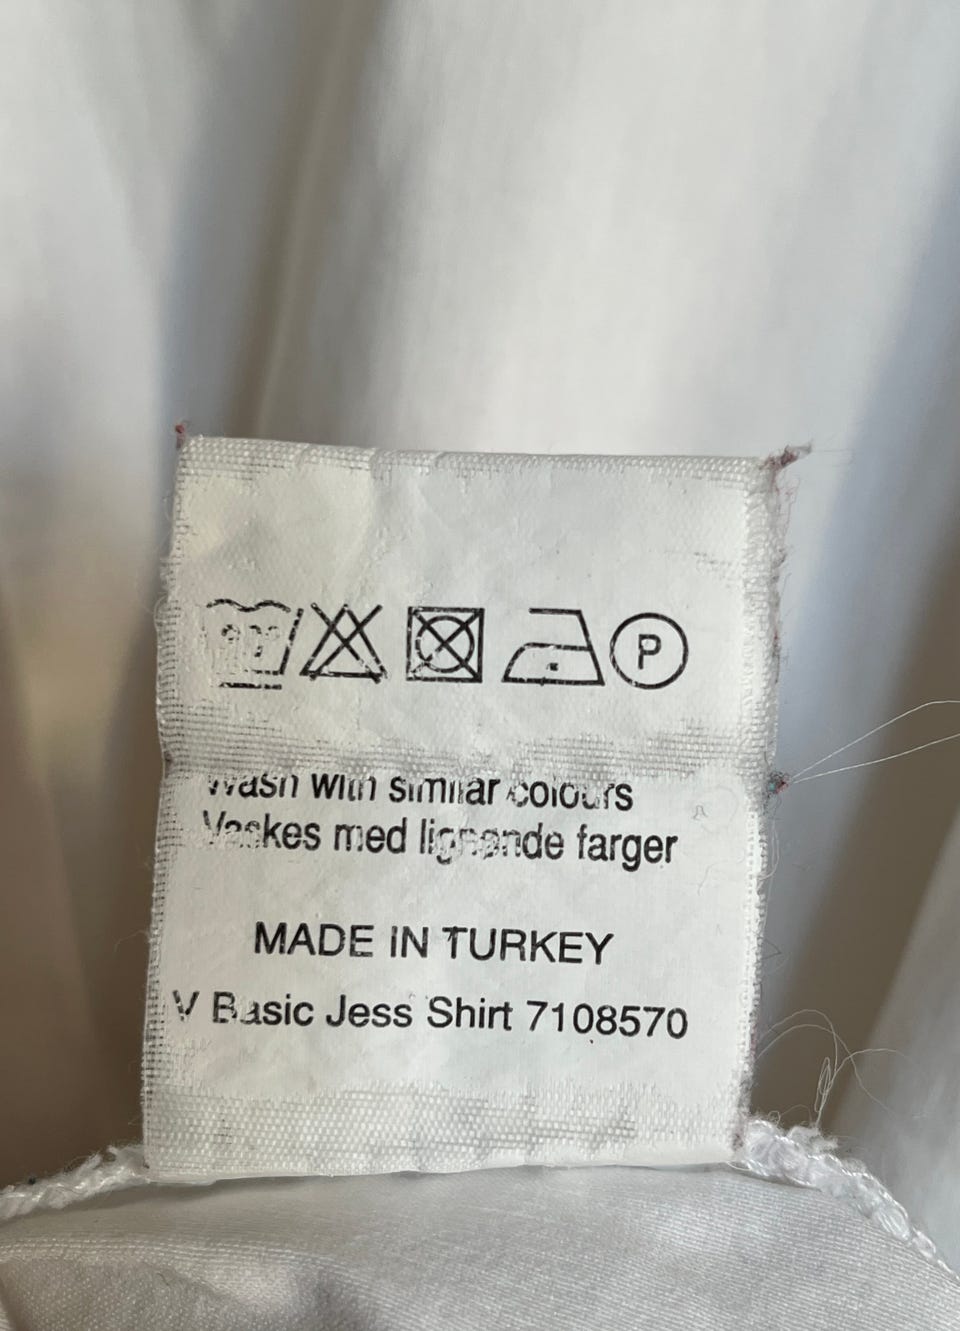 P
Wash with similar colours
Vaskes med lignende farger
MADE IN TURKEY
V Basic Jess Shirt 7108570